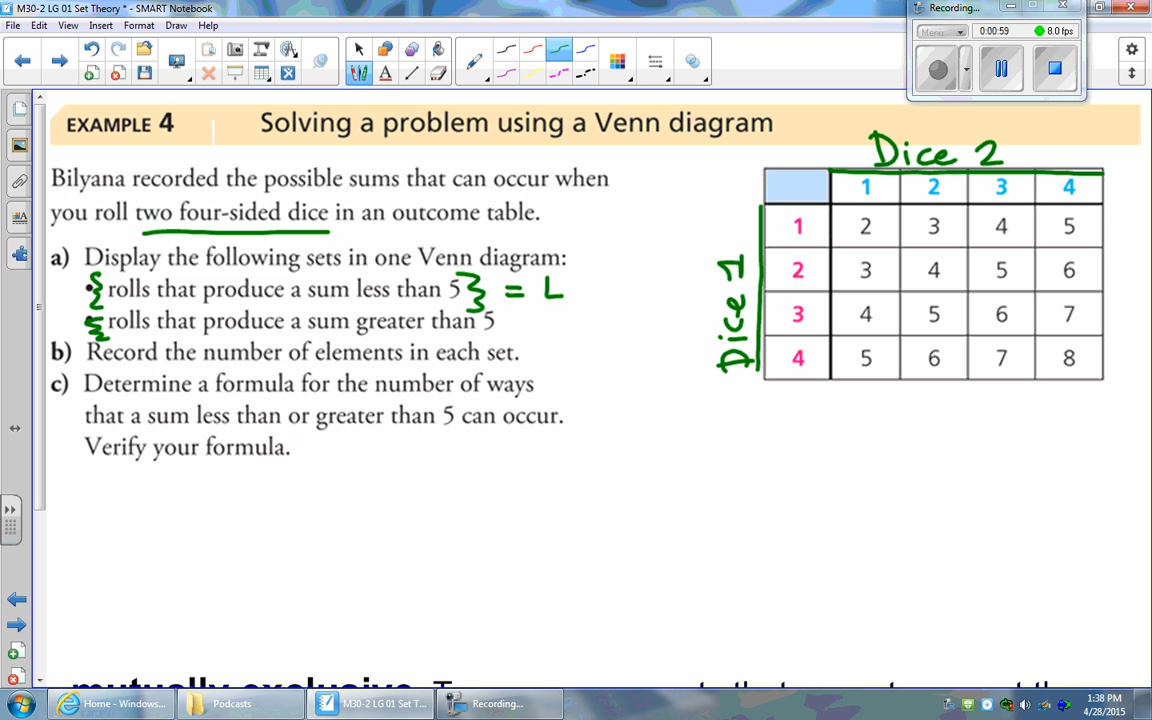 M30-2 LG 01 Set Theory * - SMART Notebook
File Edit View Insert Format Draw Help
Recording...
Menu
0:00:59
8.0 fps
EXAMPLE 4 Solving a problem using a Venn diagram
Dice 2
Bilyana recorded the possible sums that can occur when
you roll two four-sided dice in an outcome table.
a) Display the following sets in one Venn diagram:
• { rolls that produce a sum less than 5 } = L
{ rolls that produce a sum greater than 5
b) Record the number of elements in each set.
c) Determine a formula for the number of ways
that a sum less than or greater than 5 can occur.
Verify your formula.
Dice 1
1 2 3 4
1 2 3 4 5
2 3 4 5 6
3 4 5 6 7
4 5 6 7 8
mutually exclusive
Home - Windows...
Podcasts
M30-2 LG 01 Set T...
Recording...
1:38 PM
4/28/2015